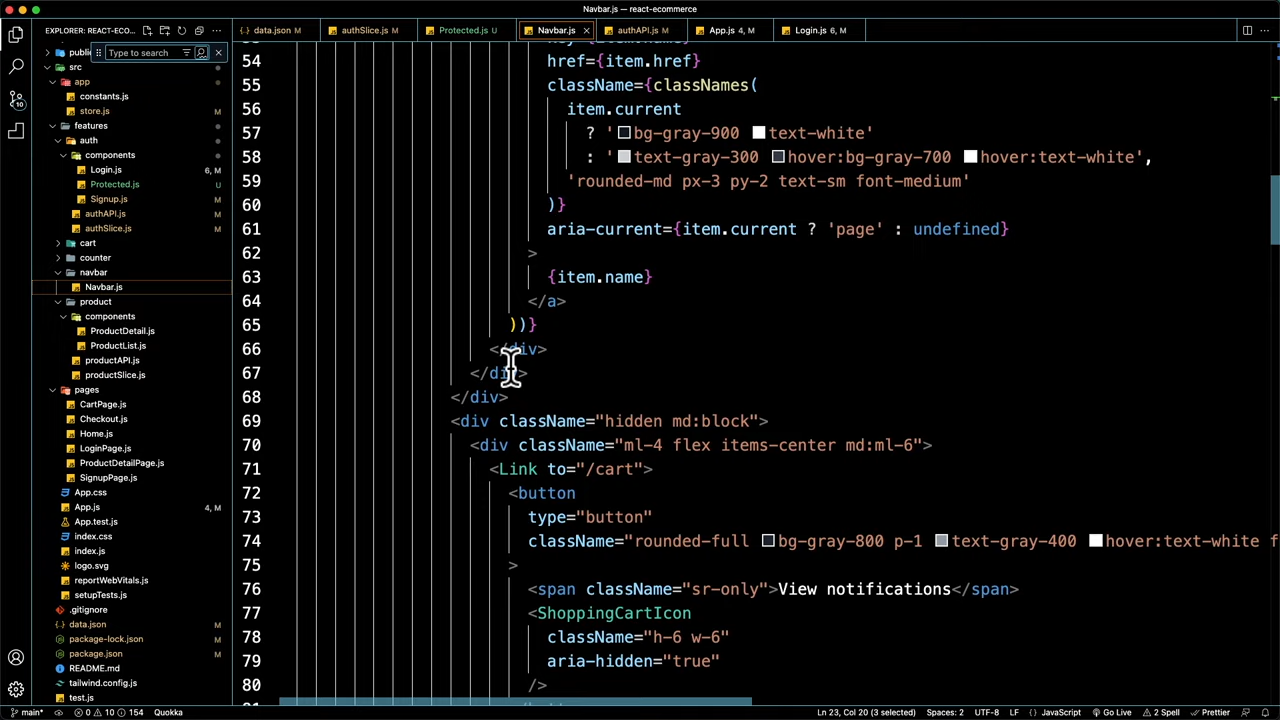 Navbar.js — react-ecommerce
EXPLORER: REACT-ECO...
Type to search
data.json M
authSlice.js M
Protected.js U
Navbar.js
authAPI.js M
App.js 4, M
Login.js 6, M
src
app
constants.js
store.js M
features
auth
components
Login.js 6, M
Protected.js U
Signup.js M
authAPI.js M
authSlice.js M
cart
counter
navbar
Navbar.js
product
components
ProductDetail.js
ProductList.js
productAPI.js
productSlice.js
pages
CartPage.js
Checkout.js
Home.js
LoginPage.js
ProductDetailPage.js
SignupPage.js
App.css
App.js 4, M
App.test.js
index.css
index.js
logo.svg
reportWebVitals.js
setupTests.js
.gitignore
data.json M
package-lock.json M
package.json M
README.md
tailwind.config.js
test.js
54 href={item.href}
55 className={classNames(
56 item.current
57 ? 'bg-gray-900 text-white'
58 : 'text-gray-300 hover:bg-gray-700 hover:text-white',
59 'rounded-md px-3 py-2 text-sm font-medium'
60 )}
61 aria-current={item.current ? 'page' : undefined}
62 >
63 {item.name}
64 </a>
65 ))}
66 </div>
67 </div>
68 </div>
69 <div className="hidden md:block">
70 <div className="ml-4 flex items-center md:ml-6">
71 <Link to="/cart">
72 <button
73 type="button"
74 className="rounded-full bg-gray-800 p-1 text-gray-400 hover:text-white f
75 >
76 <span className="sr-only">View notifications</span>
77 <ShoppingCartIcon
78 className="h-6 w-6"
79 aria-hidden="true"
80 />
10
main* 0 10 154 Quokka
Ln 23, Col 20 (3 selected) Spaces: 2 UTF-8 LF {} JavaScript Go Live 2 Spell Prettier